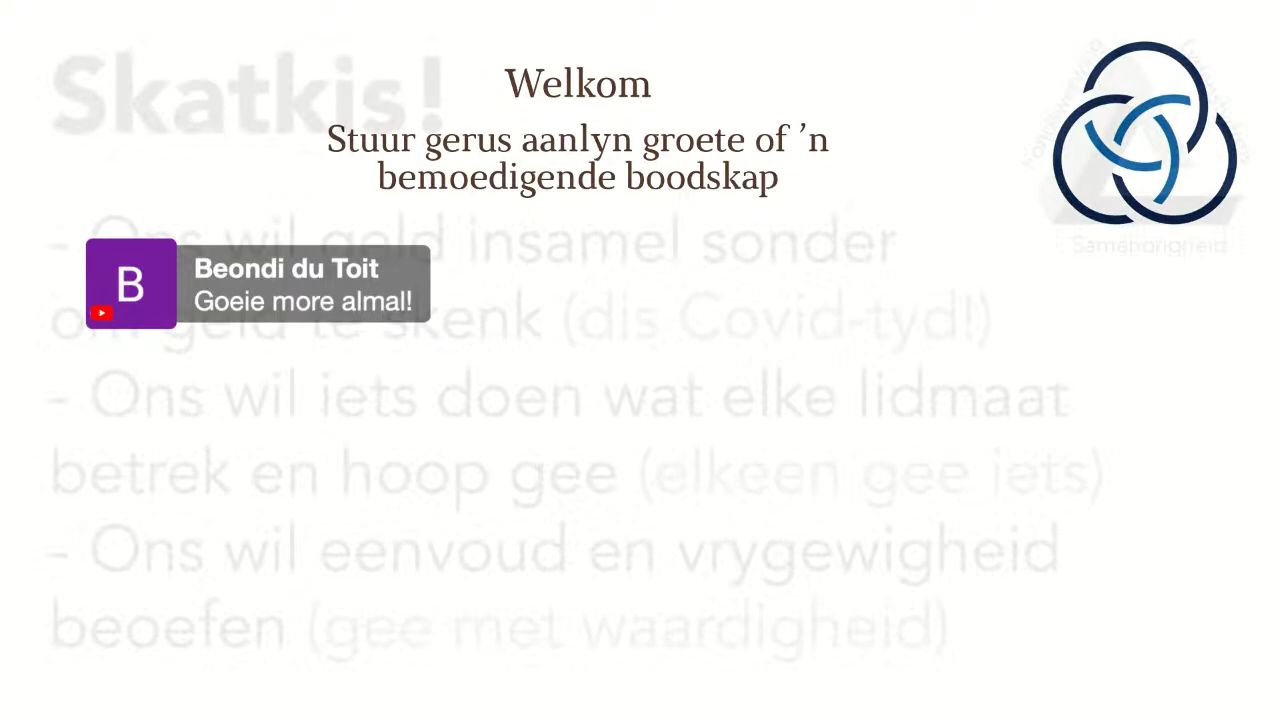 Skatkis!
Welkom
Stuur gerus aanlyn groete of ’n
bemoedigende boodskap
- Ons wil geld insamel sonder
B
Beondi du Toit
Goeie more almal!
om geld te skenk (dis Covid-tyd!)
- Ons wil iets doen wat elke lidmaat
betrek en hoop gee (elkeen gee iets)
- Ons wil eenvoud en vrygewigheid
beoefen (gee met waardigheid)
Samehorigheid